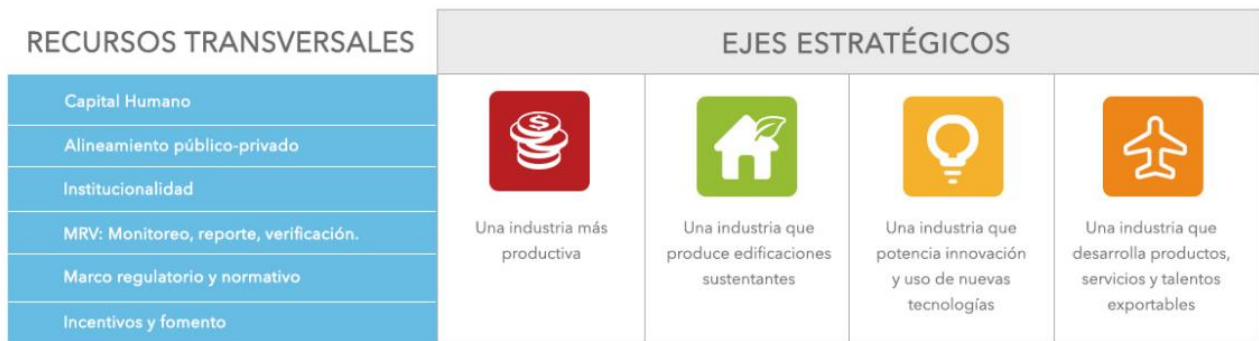 RECURSOS TRANSVERSALES
Capital Humano
Alineamiento público-privado
Institucionalidad
MRV: Monitoreo, reporte, verificación.
Marco regulatorio y normativo
Incentivos y fomento
EJES ESTRATÉGICOS
$
Una industria más
productiva
Una industria que
produce edificaciones
sustentantes
Una industria que
potencia innovación
y uso de nuevas
tecnologías
Una industria que
desarrolla productos,
servicios y talentos
exportables